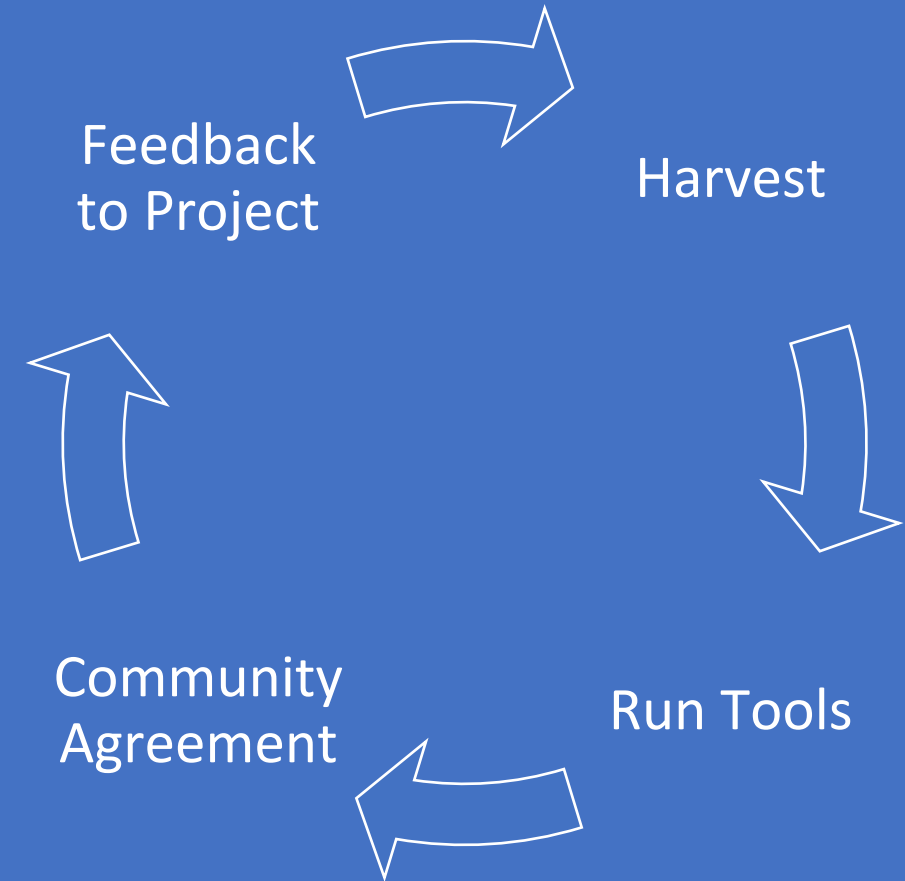 Feedback
to Project
Harvest
Community
Agreement
Run Tools